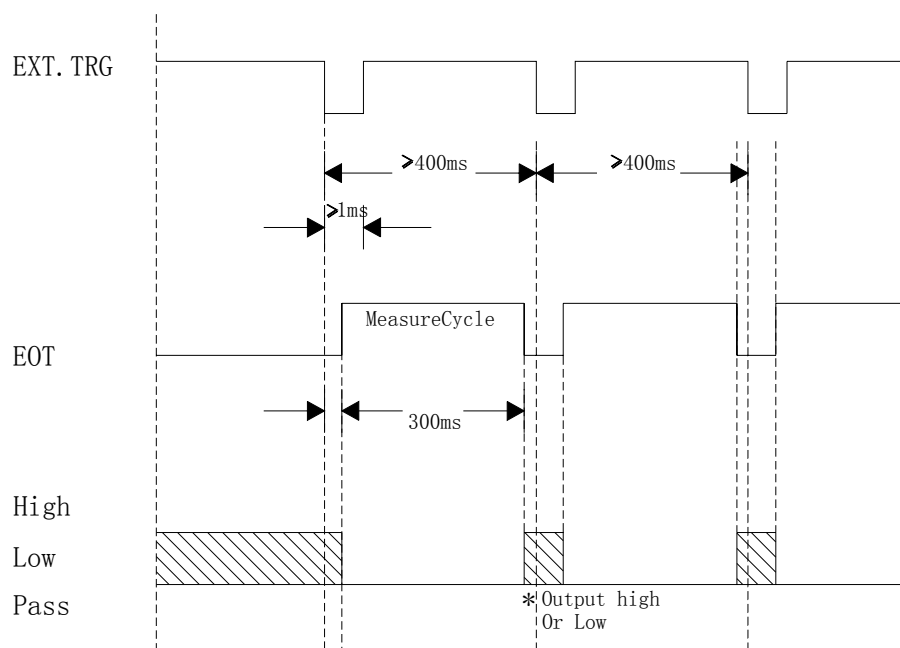 EXT.TRG
>400ms
>400ms
>1ms
MeasureCycle
EOT
300ms
High
Low
Pass
* Output high
Or Low